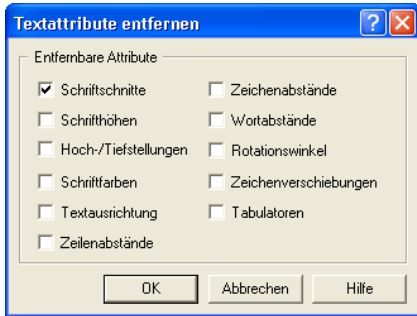 Textattribute entfernen
Entfernbare Attribute
Schriftschnitte
Schrifthöhen
Hoch-/Tiefstellungen
Schriftfarben
Textausrichtung
Zeilenabstände
Zeichenabstände
Wortabstände
Rotationswinkel
Zeichenverschiebungen
Tabulatoren
OK
Abbrechen
Hilfe